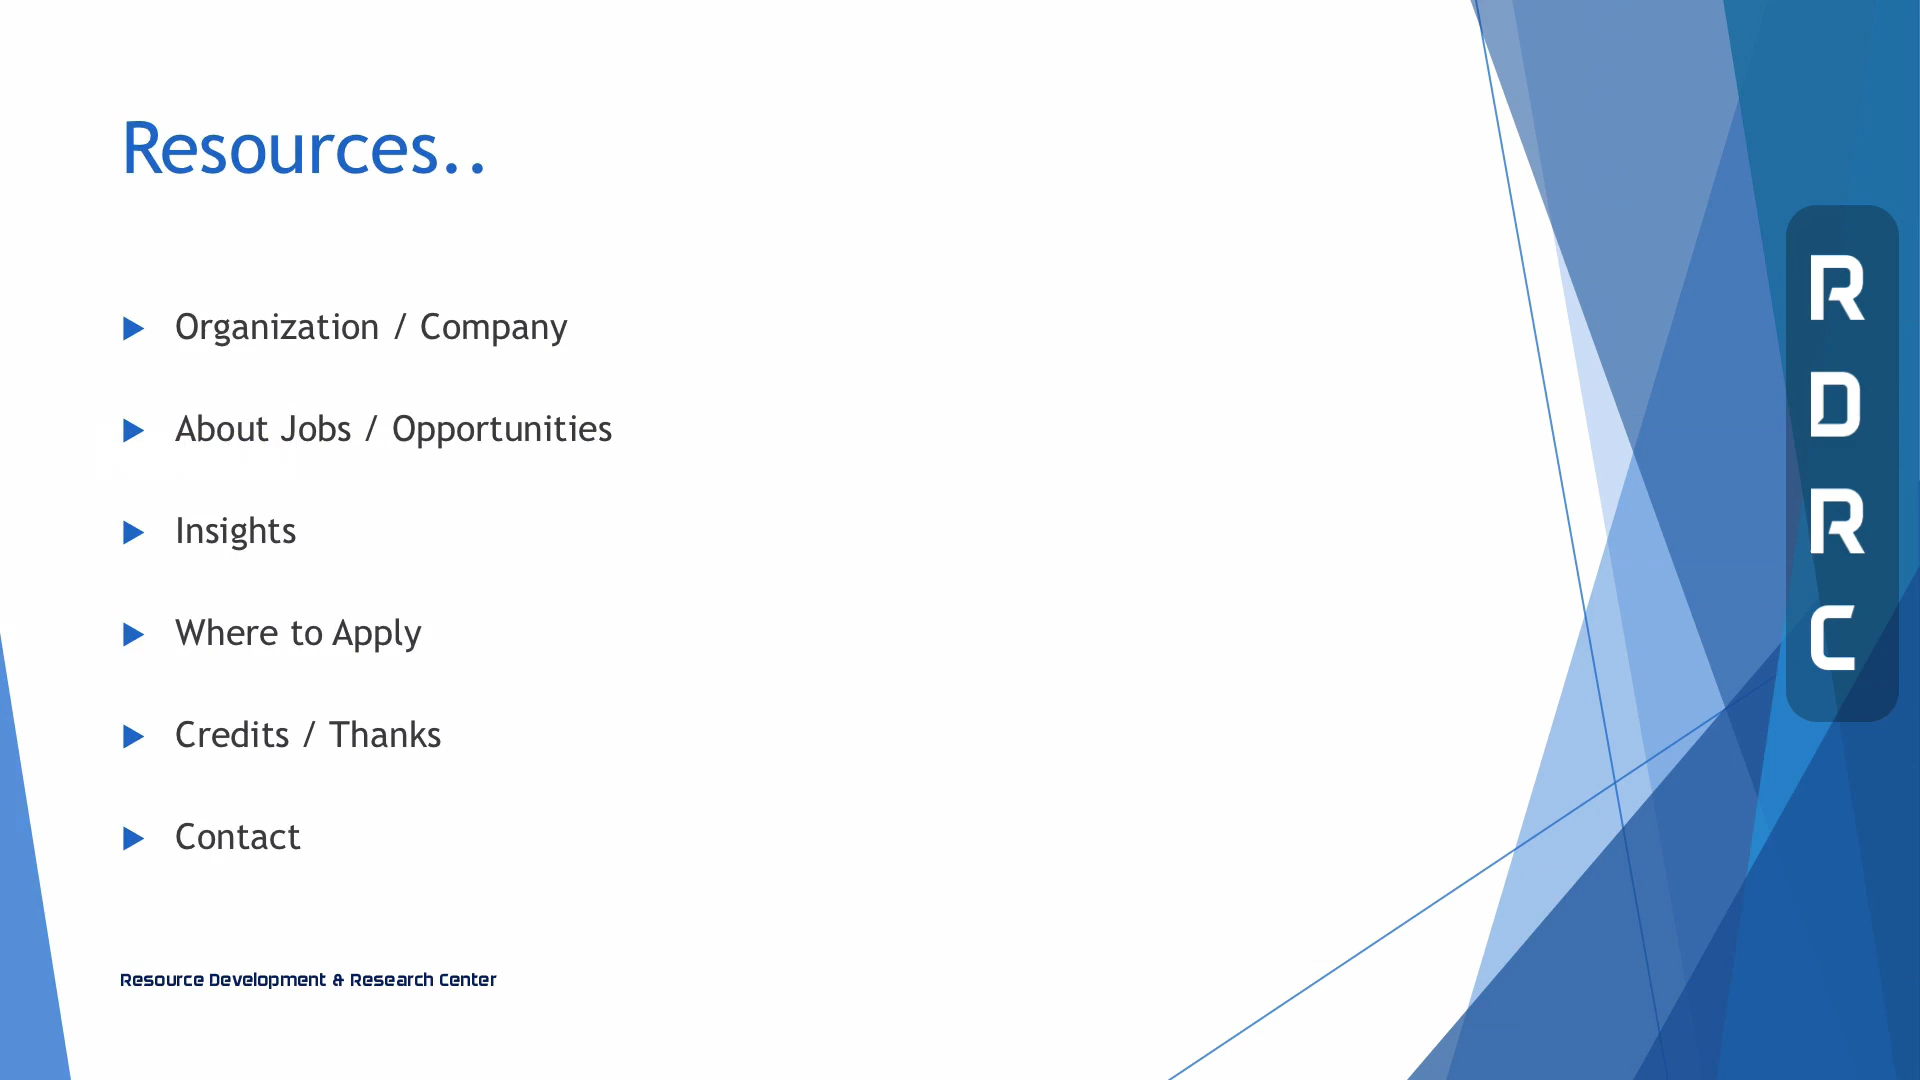 Resources..
Organization / Company
About Jobs / Opportunities
Insights
Where to Apply
Credits / Thanks
Contact
Resource Development & Research Center
R
D
R
C